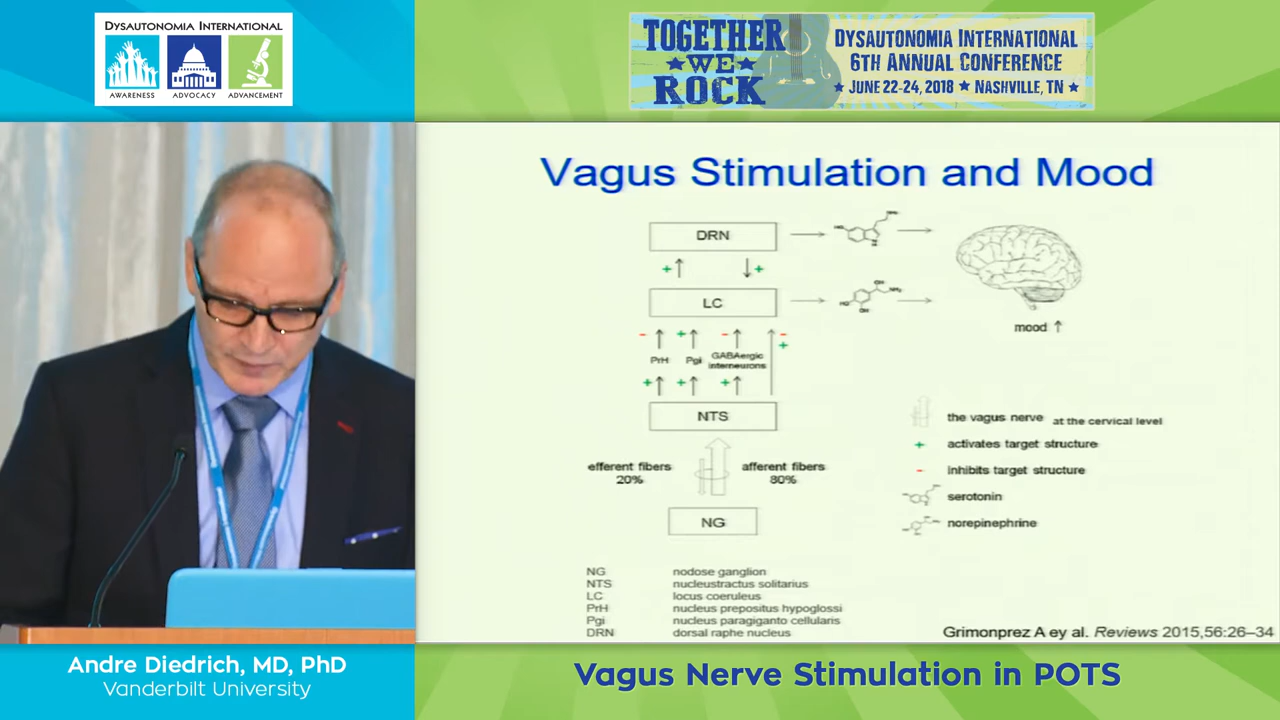 DYSAUTONOMIA INTERNATIONAL
AWARENESS
ADVOCACY
ADVANCEMENT
TOGETHER
WE
ROCK
DYSAUTONOMIA INTERNATIONAL
6TH ANNUAL CONFERENCE
JUNE 22-24, 2018 ★ NASHVILLE, TN
Vagus Stimulation and Mood
DRN
+
+
LC
mood ↑
- + - -
+
PrH Pgi GABAergic
interneurons
+ + +
NTS
efferent fibers
20%
afferent fibers
80%
NG
the vagus nerve at the cervical level
+ activates target structure
- inhibits target structure
serotonin
norepinephrine
NG nodose ganglion
NTS nucleustractus solitarius
LC locus coeruleus
PrH nucleus prepositus hypoglossi
Pgi nucleus paragiganto cellularis
DRN dorsal raphe nucleus
Grimonprez A ey al. Reviews 2015,56:26–34
Andre Diedrich, MD, PhD
Vanderbilt University
Vagus Nerve Stimulation in POTS